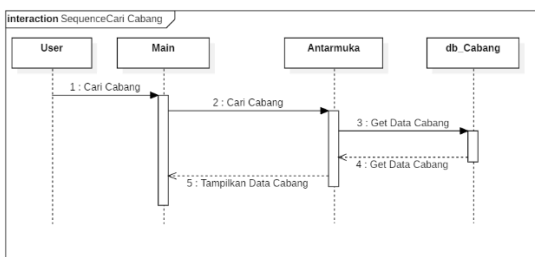 interaction SequenceCari Cabang
User Main Antarmuka db_Cabang
1 : Cari Cabang
2 : Cari Cabang
3 : Get Data Cabang
4 : Get Data Cabang
5 : Tampilkan Data Cabang